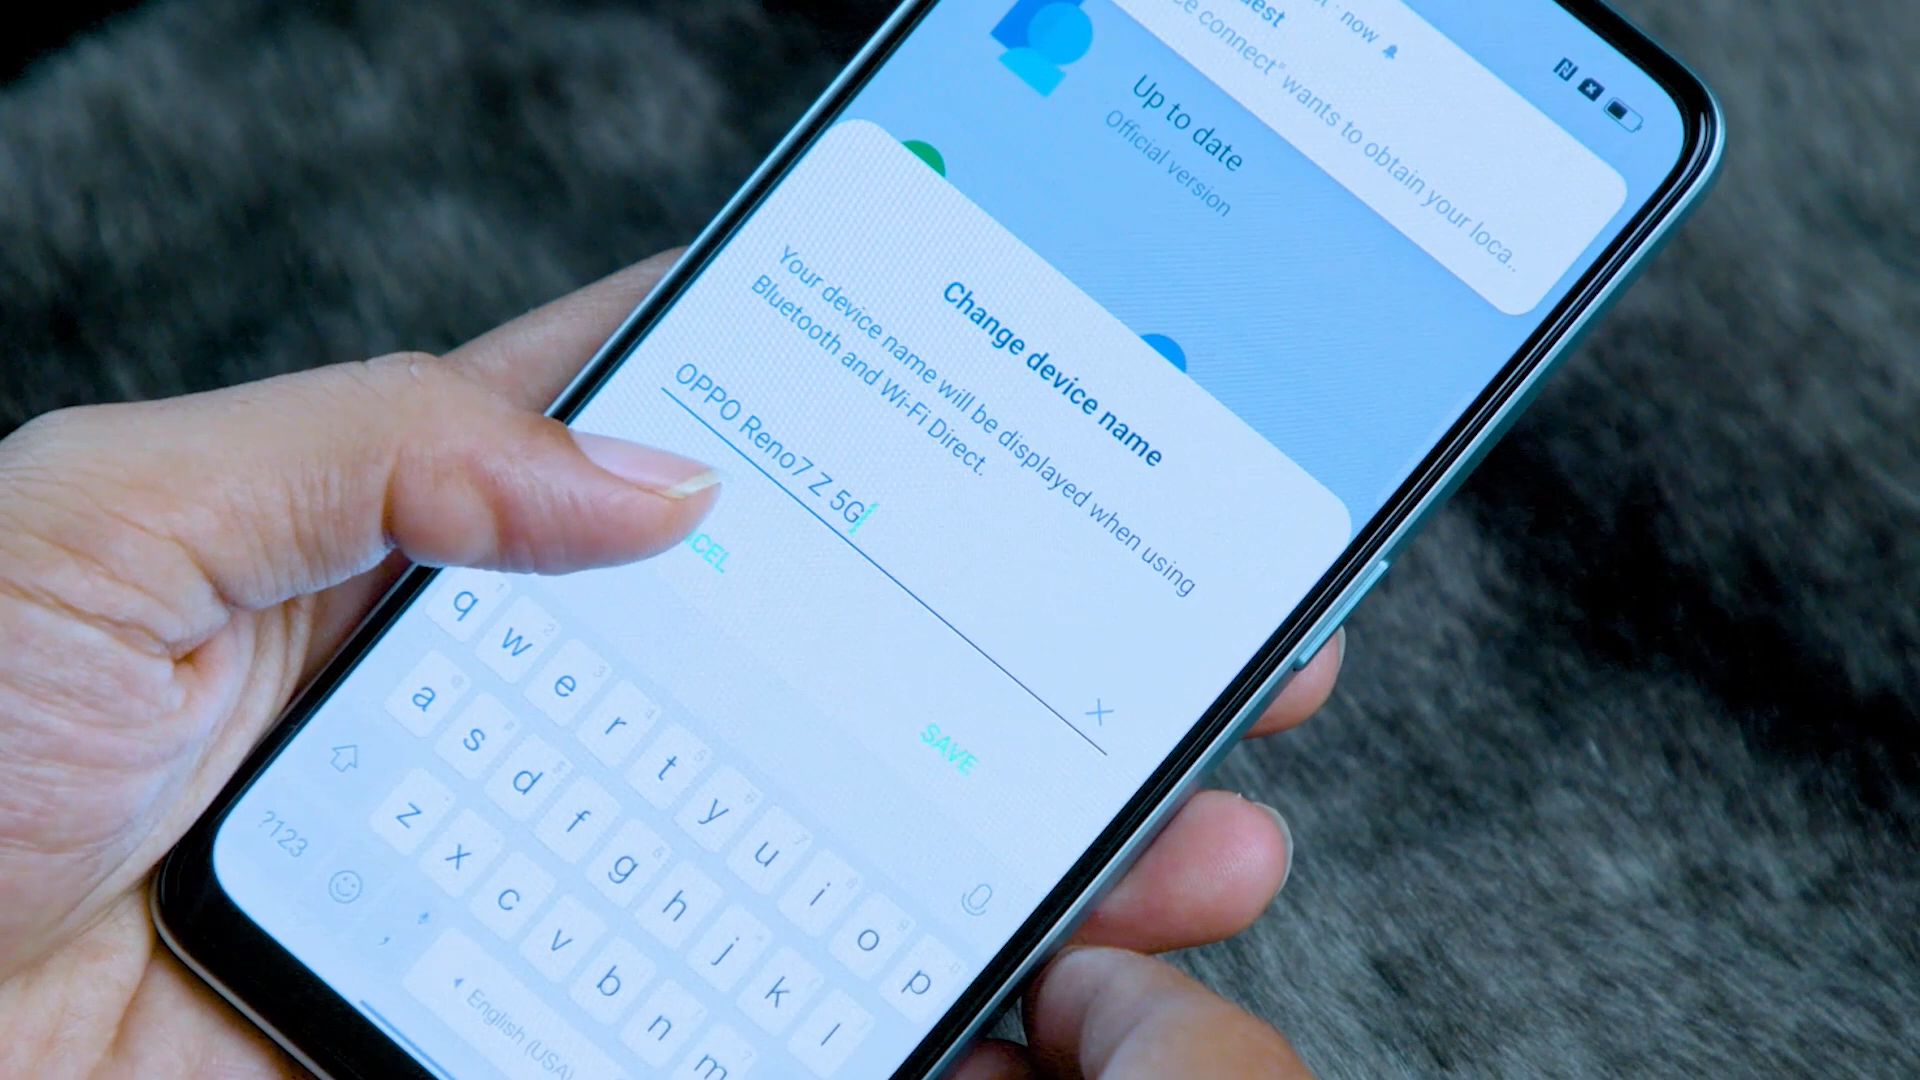 now
wants to obtain your loca..
connect"
Up to date
Official version
Change device name
Your device name will be displayed when using
Bluetooth and Wi-Fi Direct.
OPPO Reno7 Z 5G
SAVE
q w e r t y u i o p
a s d f g h j k l
z x c v b n m
?123 , English (USA)